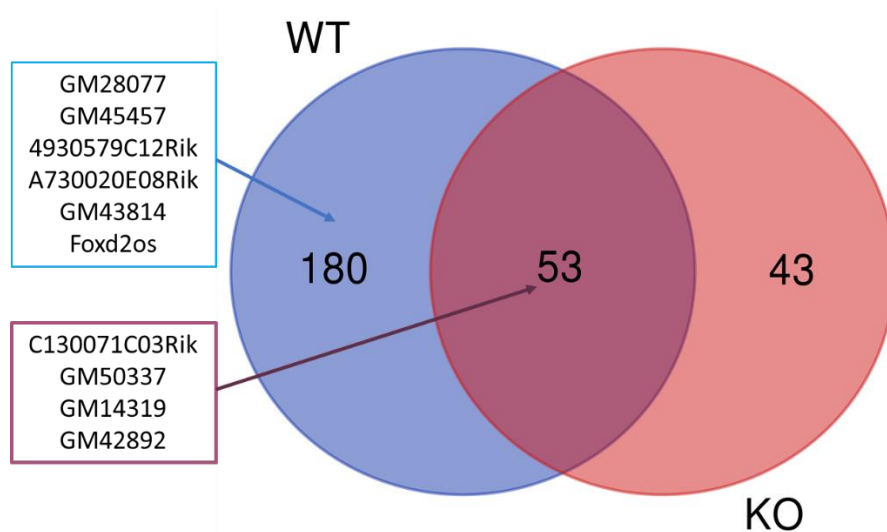 WT
GM28077
GM45457
4930579C12Rik
A730020E08Rik
GM43814
Foxd2os
180
53
43
C130071C03Rik
GM50337
GM14319
GM42892
KO